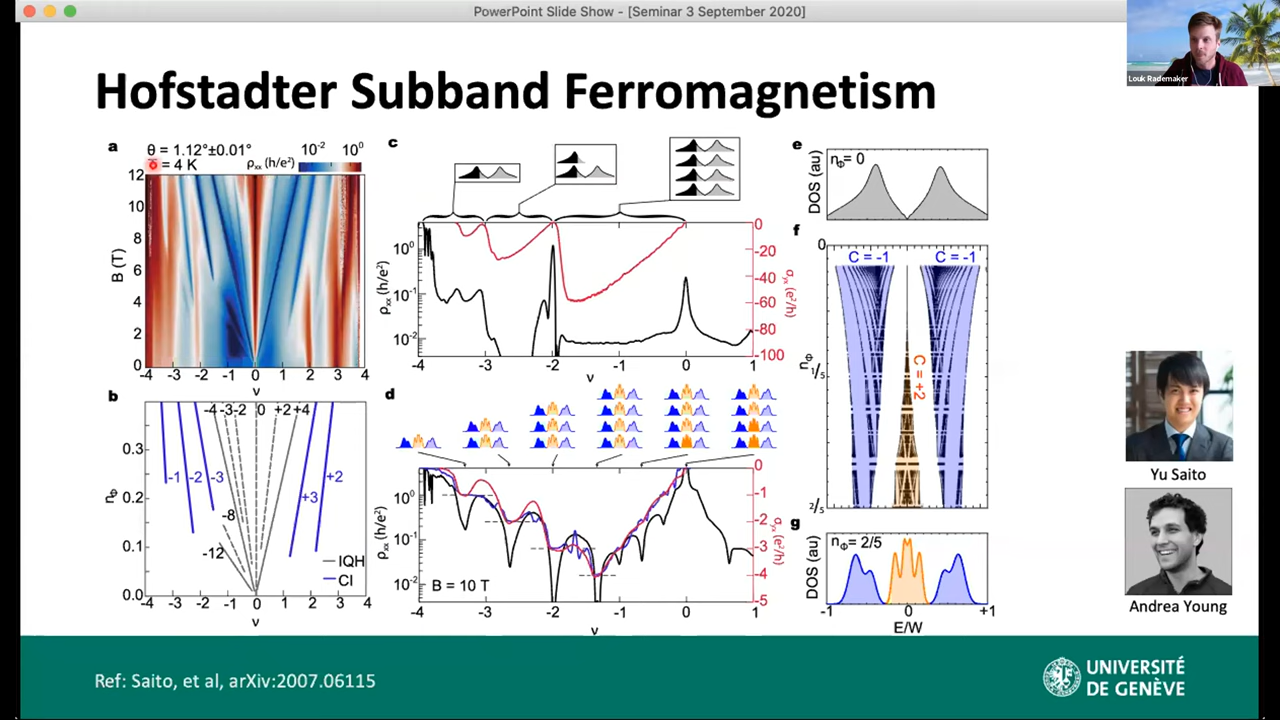 PowerPoint Slide Show - [Seminar 3 September 2020]
Louk Rademaker
Hofstadter Subband Ferromagnetism
a
θ = 1.12°±0.01°
= 4 K
ρxx (h/e²)
10⁻² 10⁰
12
10
8
6
4
2
0
B (T)
-4 -3 -2 -1 0 1 2 3 4
ν
b
-4 -3 -2 0 +2 +4
-1 -2 -3 +3 +2
-8
-12
IQH
CI
0.3
0.2
0.1
0.0
nΦ
-4 -3 -2 -1 0 1 2 3 4
ν
c
10⁰
10⁻¹
10⁻²
ρxx (h/e²)
0
-20
-40
-60
-80
-100
σyx (e²/h)
-4 -3 -2 -1 0 1
ν
d
10⁰
10⁻¹
10⁻²
ρxx (h/e²)
B = 10 T
0
-1
-2
-3
-4
-5
σyx (e²/h)
-4 -3 -2 -1 0 1
ν
e
nΦ= 0
DOS (au)
f
0
C = -1 C = -1
C = +2
nΦ
1/5
2/5
g
nΦ= 2/5
DOS (au)
-1 0 +1
E/W
Yu Saito
Andrea Young
Ref: Saito, et al, arXiv:2007.06115
UNIVERSITÉ
DE GENÈVE